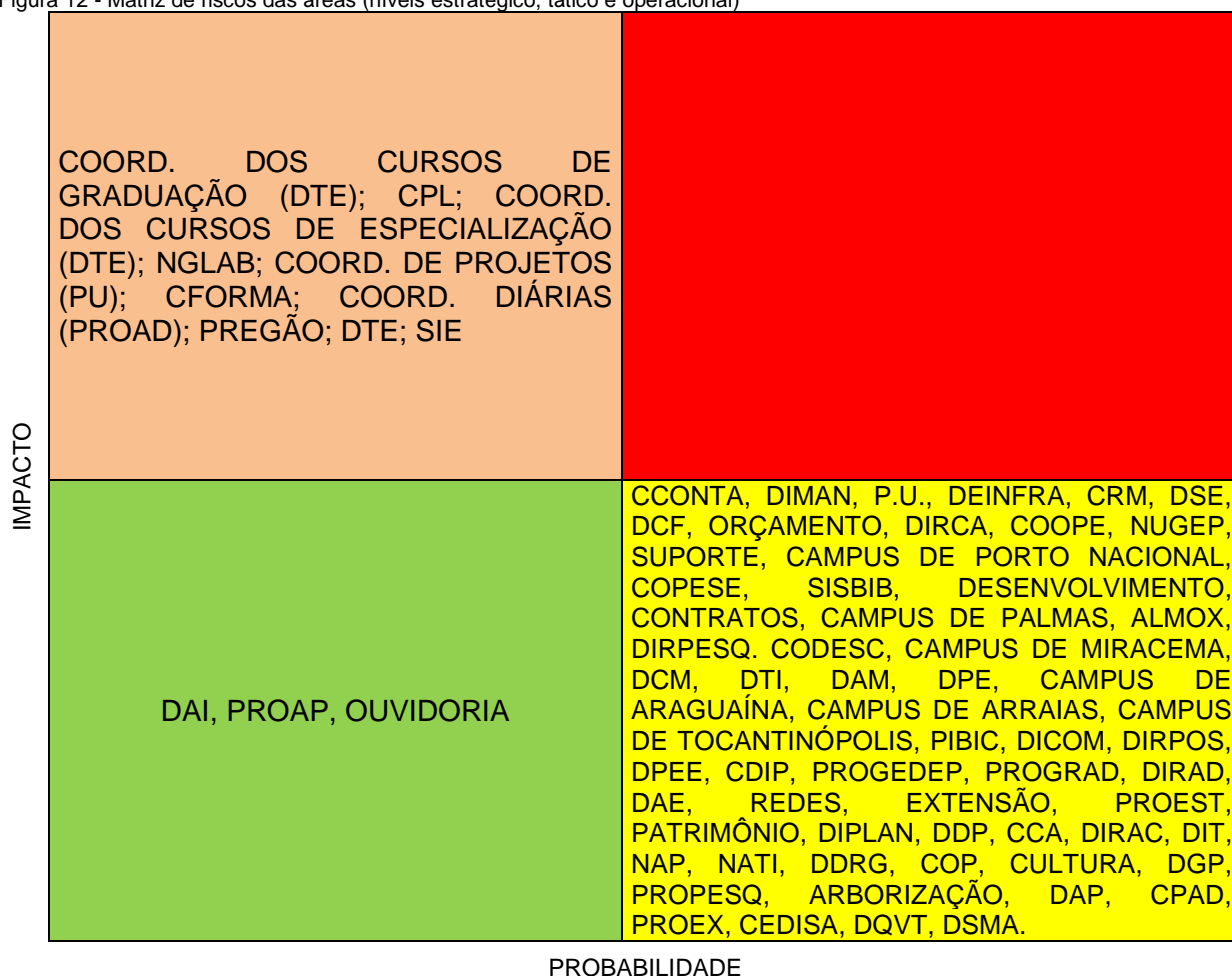 Figura 12 - Matriz de riscos das áreas (níveis estratégico, tático e operacional)
COORD. DOS CURSOS DE
GRADUAÇÃO (DTE); CPL; COORD.
DOS CURSOS DE ESPECIALIZAÇÃO
(DTE); NGLAB; COORD. DE PROJETOS
(PU); CFORMA; COORD. DIÁRIAS
(PROAD); PREGÃO; DTE; SIE
IMPACTO
DAI, PROAP, OUVIDORIA
CCONTA, DIMAN, P.U., DEINFRA, CRM, DSE,
DCF, ORÇAMENTO, DIRCA, COOPE, NUGEP,
SUPORTE, CAMPUS DE PORTO NACIONAL,
COPESE, SISBIB, DESENVOLVIMENTO,
CONTRATOS, CAMPUS DE PALMAS, ALMOX,
DIRPESQ. CODESC, CAMPUS DE MIRACEMA,
DCM, DTI, DAM, DPE, CAMPUS DE
ARAGUAÍNA, CAMPUS DE ARRAIAS, CAMPUS
DE TOCANTINÓPOLIS, PIBIC, DICOM, DIRPOS,
DPEE, CDIP, PROGEDEP, PROGRAD, DIRAD,
DAE, REDES, EXTENSÃO, PROEST,
PATRIMÔNIO, DIPLAN, DDP, CCA, DIRAC, DIT,
NAP, NATI, DDRG, COP, CULTURA, DGP,
PROPESQ, ARBORIZAÇÃO, DAP, CPAD,
PROEX, CEDISA, DQVT, DSMA.
PROBABILIDADE